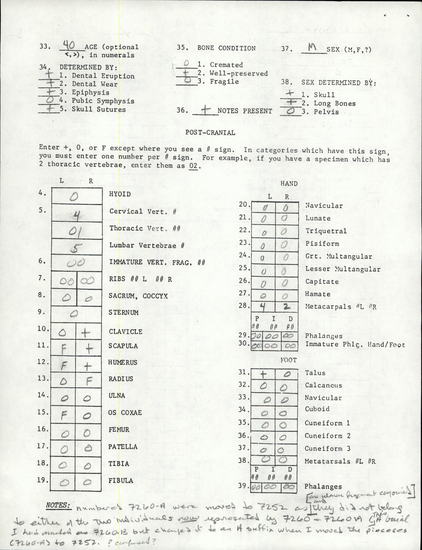 33. 40 AGE (optional <,>), in numerals
34. DETERMINED BY:
+ 1. Dental Eruption
+ 2. Dental Wear
+ 3. Epiphysis
0 4. Pubic Symphysis
+ 5. Skull Sutures
35. BONE CONDITION
0 1. Cremated
+ 2. Well-preserved
0 3. Fragile
36. + NOTES PRESENT
37. M SEX (M,F,?)
38. SEX DETERMINED BY:
+ 1. Skull
+ 2. Long Bones
0 3. Pelvis
POST-CRANIAL
Enter +, 0, or F except where you see a # sign. In categories which have this sign,
you must enter one number per # sign. For example, if you have a specimen which has
2 thoracic vertebrae, enter them as 02.
L R
4. 0 HYOID
5. 4 Cervical Vert. #
01 Thoracic Vert. ##
5 Lumbar Vertebrae #
6. 00 IMMATURE VERT. FRAG. ##
7. 00 00 RIBS ## L ## R
8. 0 0 SACRUM, COCCYX
9. 0 STERNUM
10. 0 + CLAVICLE
11. F + SCAPULA
12. F + HUMERUS
13. 0 F RADIUS
14. 0 0 ULNA
15. F 0 OS COXAE
16. 0 0 FEMUR
17. 0 0 PATELLA
18. 0 0 TIBIA
19. 0 0 FIBULA
HAND
L R
20. 0 0 Navicular
21. 0 0 Lunate
22. 0 0 Triquetral
23. 0 0 Pisiform
24. 0 0 Grt. Multangular
25. 0 0 Lesser Multangular
26. 0 0 Capitate
27. 0 0 Hamate
28. 4 2 Metacarpals #L #R
P I D
## ## ##
29. 00 00 00 Phalanges
30. 00 00 00 Immature Phlg. Hand/Foot
FOOT
31. + 0 Talus
32. 0 0 Calcanous
33. 0 0 Navicular
34. 0 0 Cuboid
35. 0 0 Cuneiform 1
36. 0 0 Cuneiform 2
37. 0 0 Cuneiform 3
38. 0 0 Metatarsals #L #R
P I D
## ## ##
39. 00 00 00 Phalanges
NOTES: numbered 7260-A were moved to 7252 as they did not belong
to either of the two individuals now represented by 7260 + 7260A
I had marked as 7260B but changed it to an A suffix when I moved the pieces
(7260-A) to 7252. ? confused?